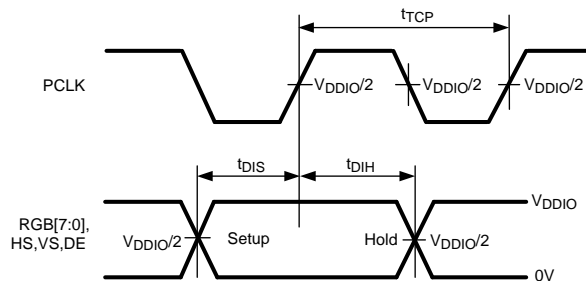 tTCP
PCLK
VDDIO/2
VDDIO/2
VDDIO/2
tDIS
tDIH
VDDIO
RGB[7:0],
HS,VS,DE
VDDIO/2
Setup
Hold
VDDIO/2
0V